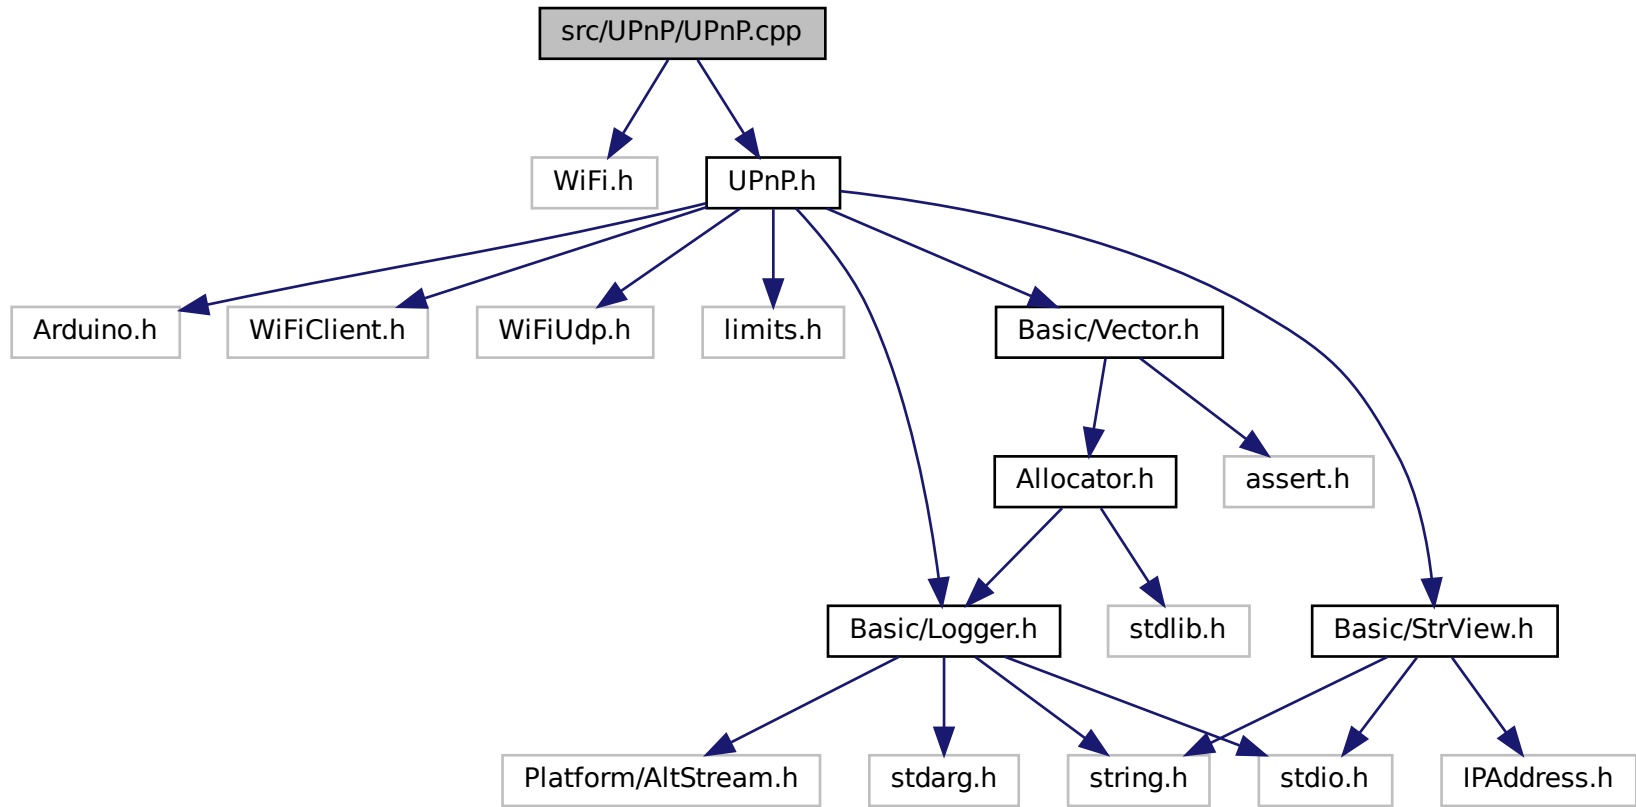 src/UPnP/UPnP.cpp
WiFi.h
UPnP.h
Arduino.h
WiFiClient.h
WiFiUdp.h
limits.h
Basic/Vector.h
Allocator.h
assert.h
Basic/Logger.h
stdlib.h
Basic/StrView.h
Platform/AltStream.h
stdarg.h
string.h
stdio.h
IPAddress.h